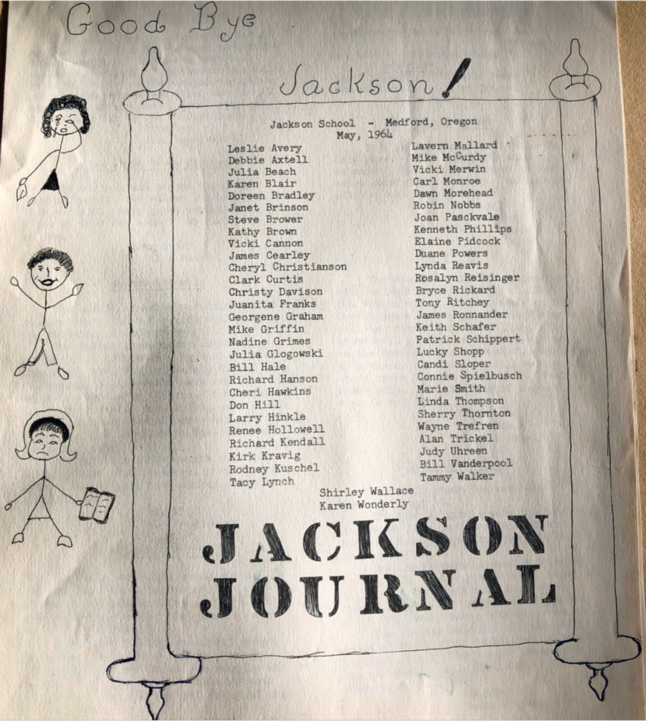 Good Bye
Jackson!
Jackson School - Medford, Oregon
May, 1964
Leslie Avery
Debbie Axtell
Julia Beach
Karen Blair
Doreen Bradley
Janet Brinson
Steve Brower
Kathy Brown
Vicki Cannon
James Cearley
Cheryl Christianson
Clark Curtis
Christy Davison
Juanita Franks
Georgene Graham
Mike Griffin
Nadine Grimes
Julia Glogowski
Bill Hale
Richard Hanson
Cheri Hawkins
Don Hill
Larry Hinkle
Renee Hollowell
Richard Kendall
Kirk Kravig
Rodney Kuschel
Tacy Lynch
Lavern Mallard
Mike McCurdy
Vicki Merwin
Carl Monroe
Dawn Morehead
Robin Nobbs
Joan Pasckvale
Kenneth Phillips
Elaine Pidcock
Duane Powers
Lynda Reavis
Rosalyn Reisinger
Bryce Rickard
Tony Ritchey
James Ronnander
Keith Schafer
Patrick Schippert
Lucky Shopp
Candi Sloper
Connie Spielbusch
Marie Smith
Linda Thompson
Sherry Thornton
Wayne Trefren
Alan Trickel
Judy Uhreen
Bill Vanderpool
Tammy Walker
Shirley Wallace
Karen Wonderly
JACKSON
JOURNAL